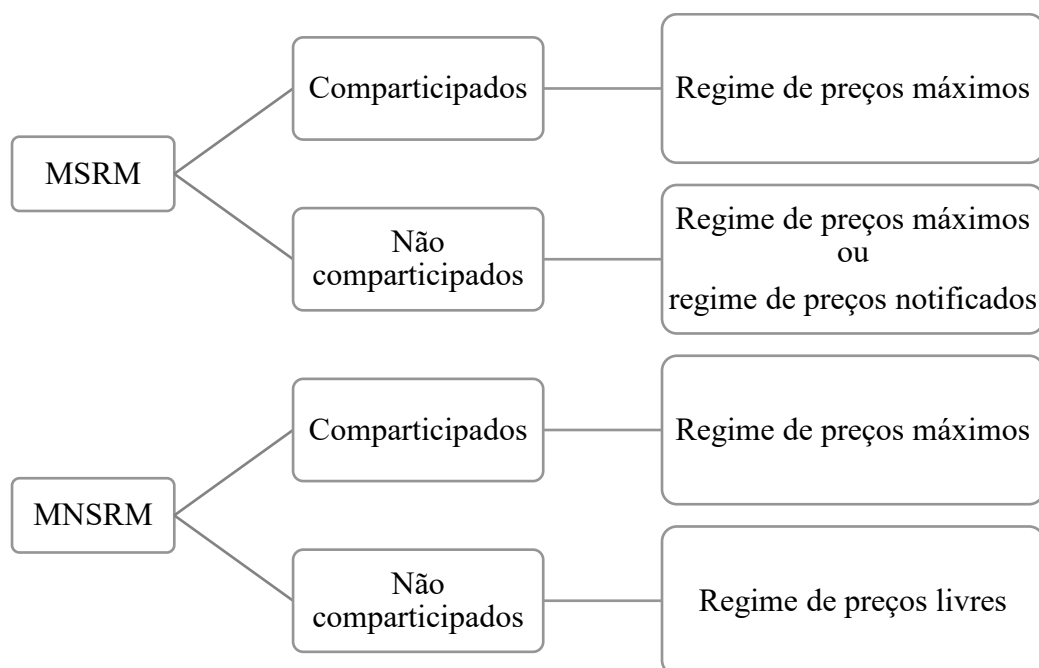 MSRM
Comparticipados
Regime de preços máximos
Não
comparticipados
Regime de preços máximos
ou
regime de preços notificados
MNSRM
Comparticipados
Regime de preços máximos
Não
comparticipados
Regime de preços livres